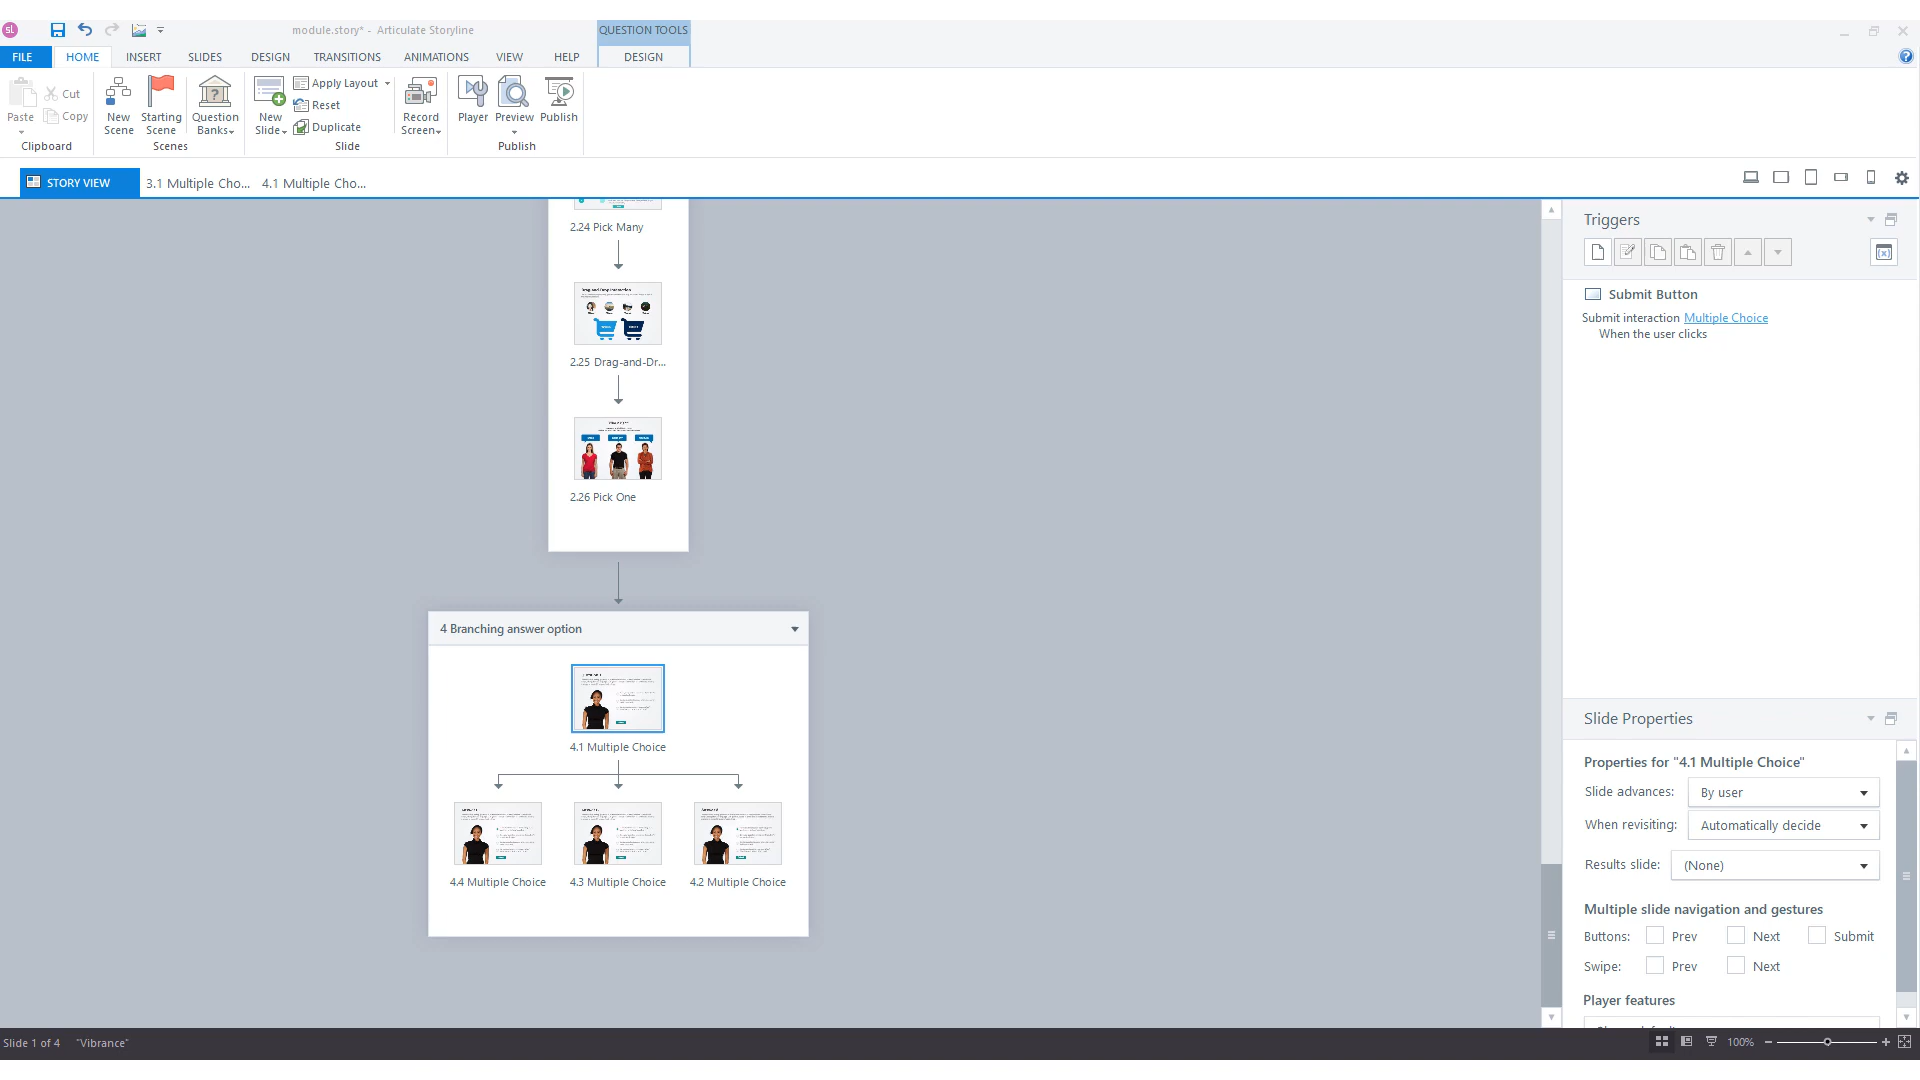 module.story* - Articulate Storyline
QUESTION TOOLS
FILE HOME INSERT SLIDES DESIGN TRANSITIONS ANIMATIONS VIEW HELP DESIGN
Paste
Cut
Copy
Clipboard
New Scene
Starting Scene
Question Banks
Scenes
New Slide
Apply Layout
Reset
Duplicate
Slide
Record Screen
Player
Preview
Publish
Publish
STORY VIEW
3.1 Multiple Cho...
4.1 Multiple Cho...
2.24 Pick Many
Drag and Drop Interaction
2.25 Drag-and-Dr...
2.26 Pick One
4 Branching answer option
4.1 Multiple Choice
4.4 Multiple Choice
4.3 Multiple Choice
4.2 Multiple Choice
Triggers
Submit Button
Submit interaction Multiple Choice
When the user clicks
Slide Properties
Properties for "4.1 Multiple Choice"
Slide advances: By user
When revisiting: Automatically decide
Results slide: (None)
Multiple slide navigation and gestures
Buttons: Prev Next Submit
Swipe: Prev Next
Player features
Slide 1 of 4 "Vibrance"
100%